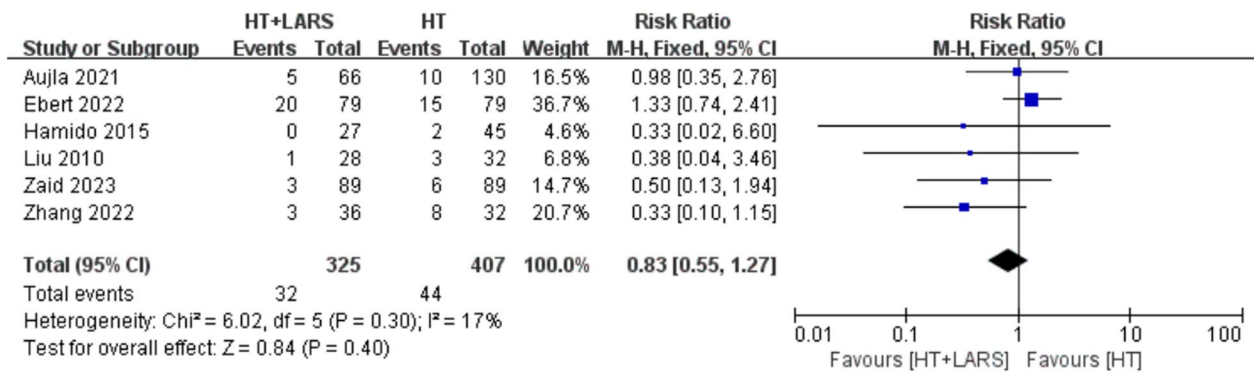 HT+LARS HT Risk Ratio Risk Ratio
Study or Subgroup Events Total Events Total Weight M-H, Fixed, 95% CI M-H, Fixed, 95% CI
Aujla 2021 5 66 10 130 16.5% 0.98 [0.35, 2.76]
Ebert 2022 20 79 15 79 36.7% 1.33 [0.74, 2.41]
Hamido 2015 0 27 2 45 4.6% 0.33 [0.02, 6.60]
Liu 2010 1 28 3 32 6.8% 0.38 [0.04, 3.46]
Zaid 2023 3 89 6 89 14.7% 0.50 [0.13, 1.94]
Zhang 2022 3 36 8 32 20.7% 0.33 [0.10, 1.15]
Total (95% CI) 325 407 100.0% 0.83 [0.55, 1.27]
Total events 32 44
Heterogeneity: Chi² = 6.02, df = 5 (P = 0.30); I² = 17%
Test for overall effect: Z = 0.84 (P = 0.40)
0.01 0.1 1 10 100
Favours [HT+LARS] Favours [HT]